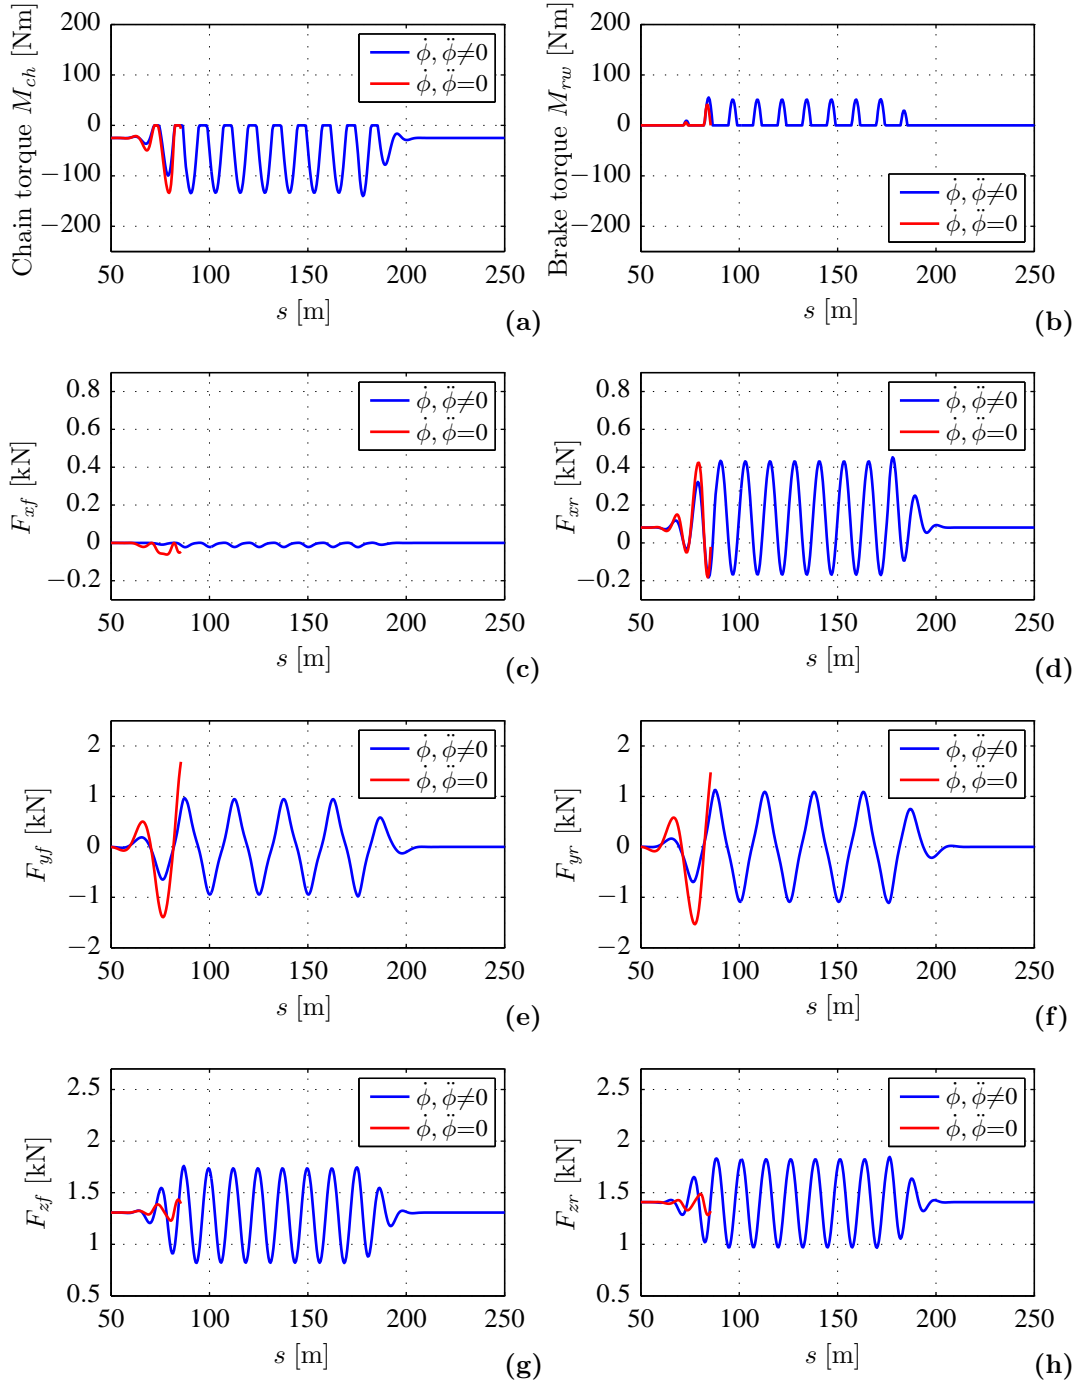 Chain torque M_ch [Nm]
200
100
0
−100
−200
50 100 150 200 250
s [m]
ϕ̇, ϕ̈≠0
ϕ̇, ϕ̈=0
(a)
Brake torque M_rw [Nm]
200
100
0
−100
−200
50 100 150 200 250
s [m]
ϕ̇, ϕ̈≠0
ϕ̇, ϕ̈=0
(b)
F_xf [kN]
0.8
0.6
0.4
0.2
0
−0.2
50 100 150 200 250
s [m]
ϕ̇, ϕ̈≠0
ϕ̇, ϕ̈=0
(c)
F_xr [kN]
0.8
0.6
0.4
0.2
0
−0.2
50 100 150 200 250
s [m]
ϕ̇, ϕ̈≠0
ϕ̇, ϕ̈=0
(d)
F_yf [kN]
2
1
0
−1
−2
50 100 150 200 250
s [m]
ϕ̇, ϕ̈≠0
ϕ̇, ϕ̈=0
(e)
F_yr [kN]
2
1
0
−1
−2
50 100 150 200 250
s [m]
ϕ̇, ϕ̈≠0
ϕ̇, ϕ̈=0
(f)
F_zf [kN]
2.5
2
1.5
1
0.5
50 100 150 200 250
s [m]
ϕ̇, ϕ̈≠0
ϕ̇, ϕ̈=0
(g)
F_zr [kN]
2.5
2
1.5
1
0.5
50 100 150 200 250
s [m]
ϕ̇, ϕ̈≠0
ϕ̇, ϕ̈=0
(h)